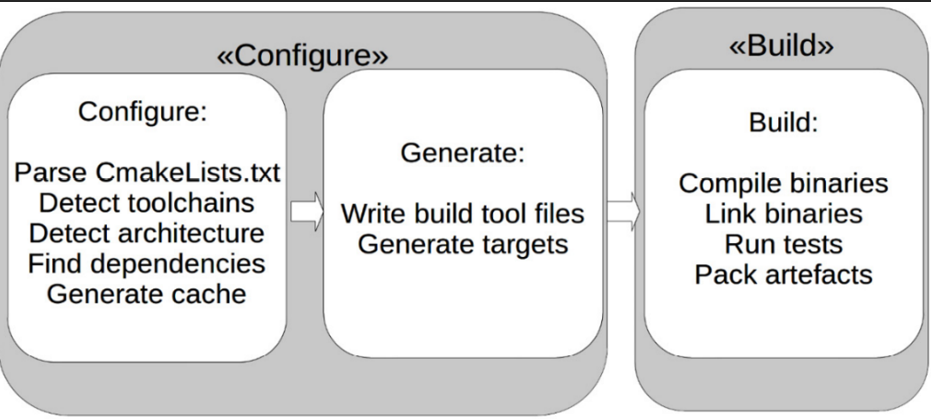 «Configure»
Configure:
Parse CmakeLists.txt
Detect toolchains
Detect architecture
Find dependencies
Generate cache
Generate:
Write build tool files
Generate targets
«Build»
Build:
Compile binaries
Link binaries
Run tests
Pack artefacts